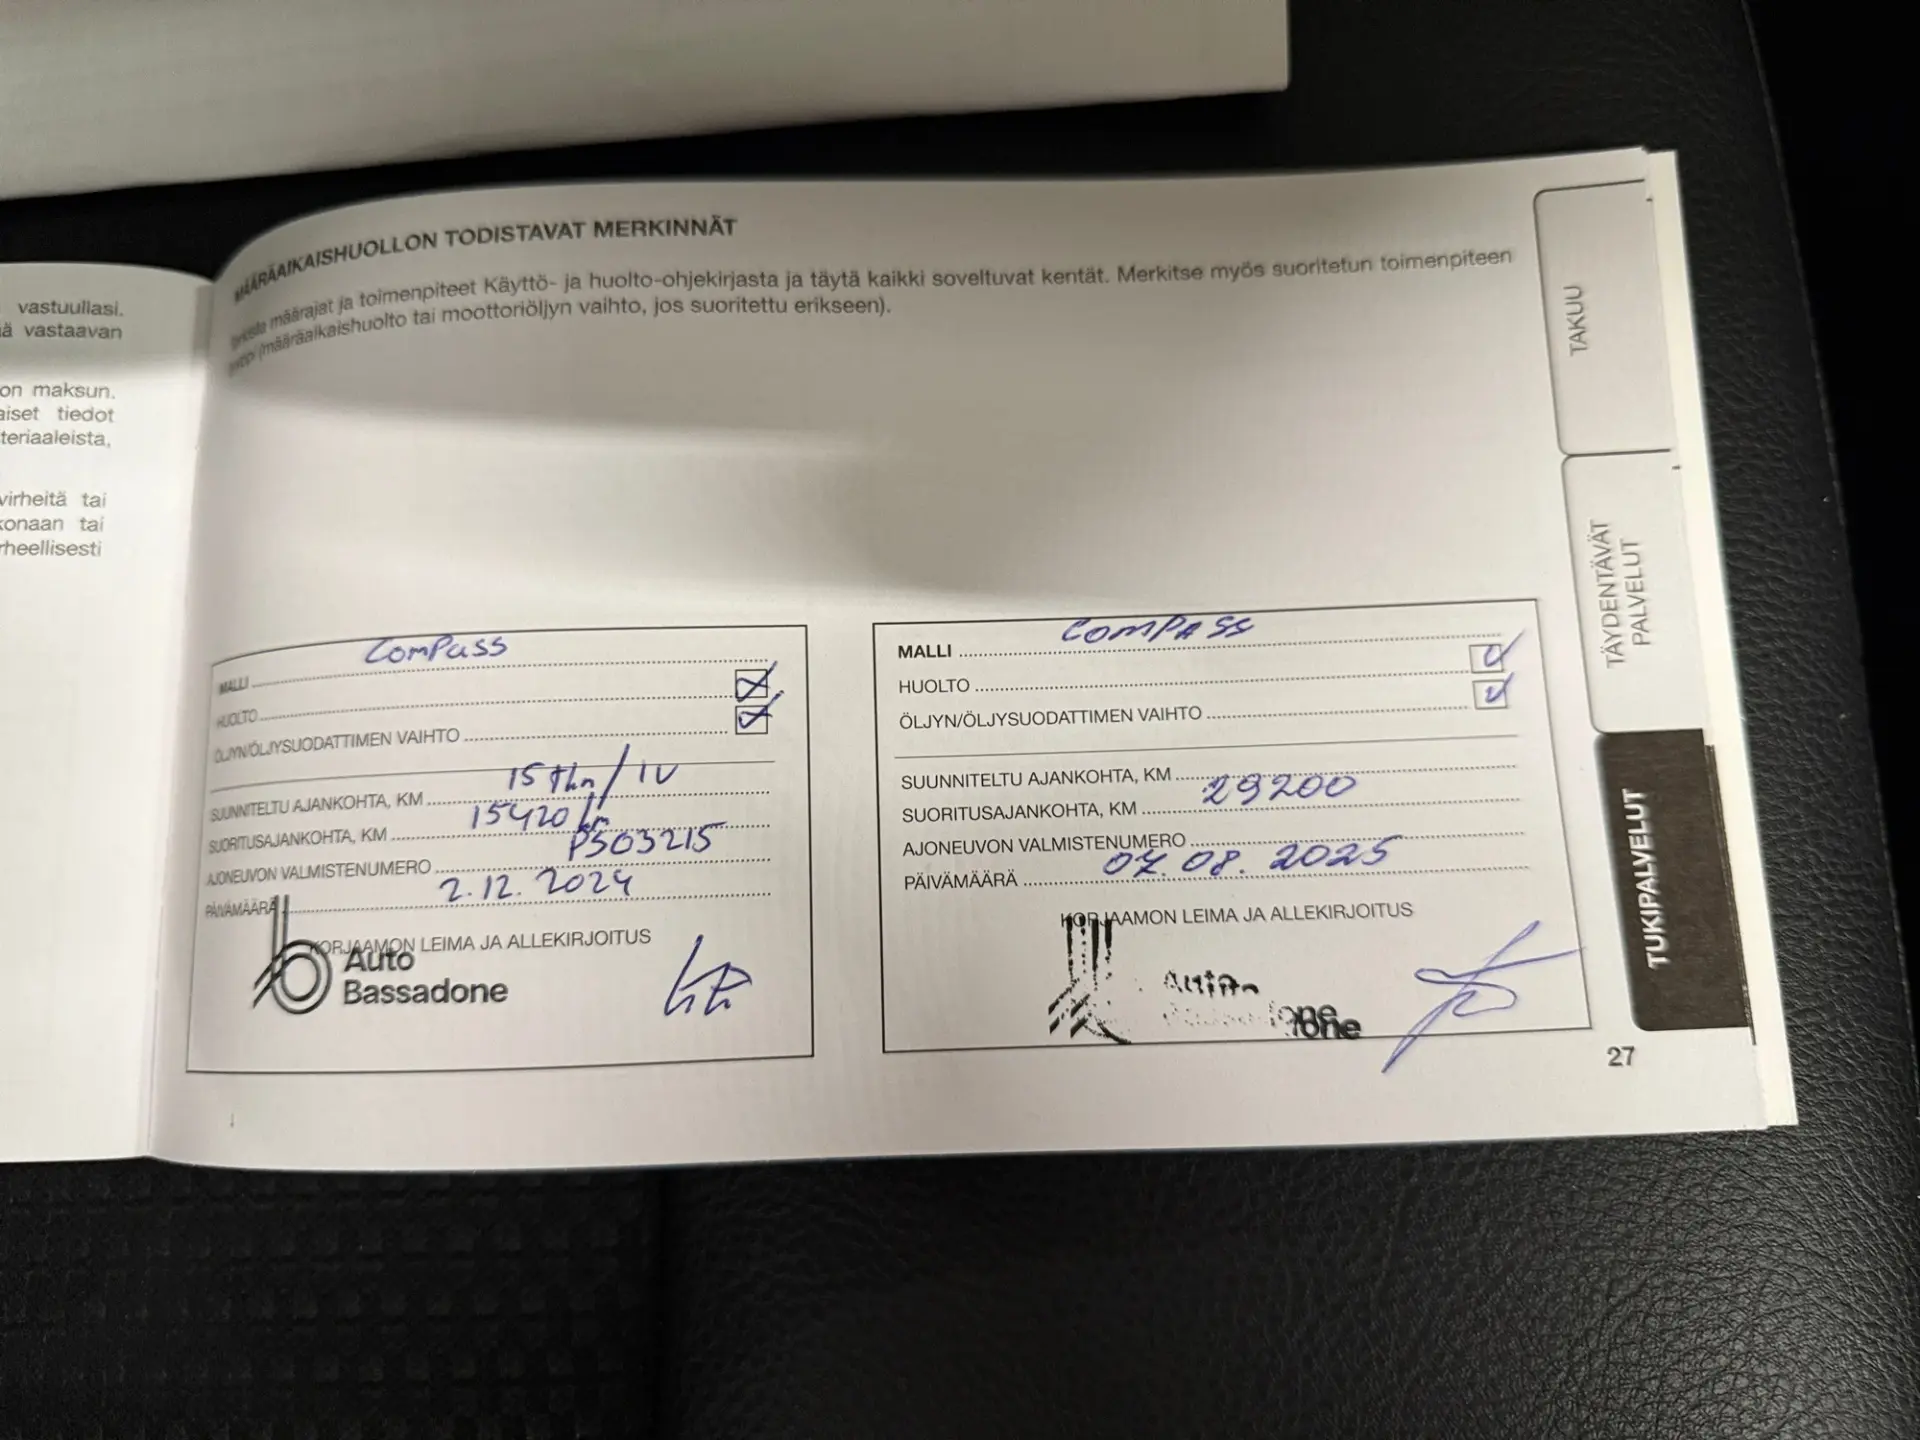 vastuullasi.
ä vastaavan
on maksun.
aiset tiedot
teriaaleista,
virheitä tai
konaan tai
rheellisesti
MÄÄRÄAIKAISHUOLLON TODISTAVAT MERKINNÄT
määrajat ja toimenpiteet Käyttö- ja huolto-ohjekirjasta ja täytä kaikki soveltuvat kentät. Merkitse myös suoritetun toimenpiteen
(määräaikaishuolto tai moottoriöljyn vaihto, jos suoritettu erikseen).
MALLI Compass
HUOLTO
ÖLJYN/ÖLJYSUODATTIMEN VAIHTO
SUUNNITELTU AJANKOHTA, KM 15 thn/1V
SUORITUSAJANKOHTA, KM 15420 km
AJONEUVON VALMISTENUMERO PS03215
PÄIVÄMÄÄRÄ 2.12.2024
KORJAAMON LEIMA JA ALLEKIRJOITUS
Auto
Bassadone
MALLI COMPASS
HUOLTO
ÖLJYN/ÖLJYSUODATTIMEN VAIHTO
SUUNNITELTU AJANKOHTA, KM
SUORITUSAJANKOHTA, KM 29200
AJONEUVON VALMISTENUMERO
PÄIVÄMÄÄRÄ 07.08.2025
KORJAAMON LEIMA JA ALLEKIRJOITUS
TAKUU
TÄYDENTÄVÄT
PALVELUT
TUKIPALVELUT
27